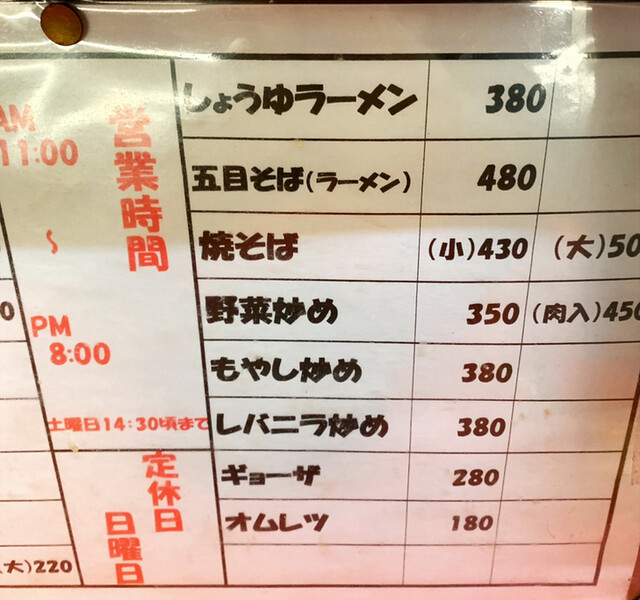 しょうゆラーメン 380
五目そば(ラーメン) 480
焼そば (小)430 (大)50
野菜炒め 350 (肉入)450
もやし炒め 380
レバニラ炒め 380
ギョーザ 280
オムレツ 180
営業時間
AM
11:00
~
PM
8:00
土曜日14:30頃まで
定休日
日曜日
0
(大)220